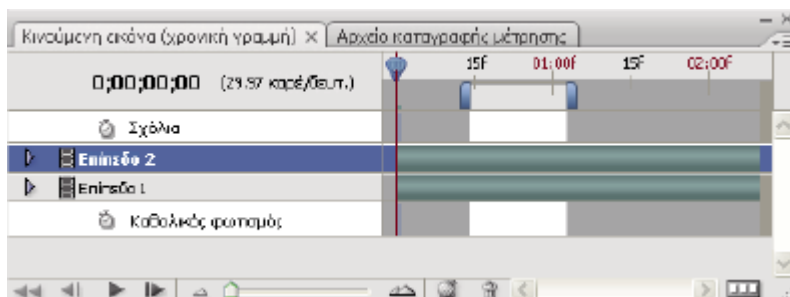 Κινούμενη εικόνα (χρονική γραμμή) × Αρχείο καταγραφής μέτρησης
0;00;00;00 (29.97 καρέ/δευτ.) 15f 01:00f 15f 02:00f
Σχόλια
Επίπεδο 2
Επίπεδο 1
Καθολικός φωτισμός